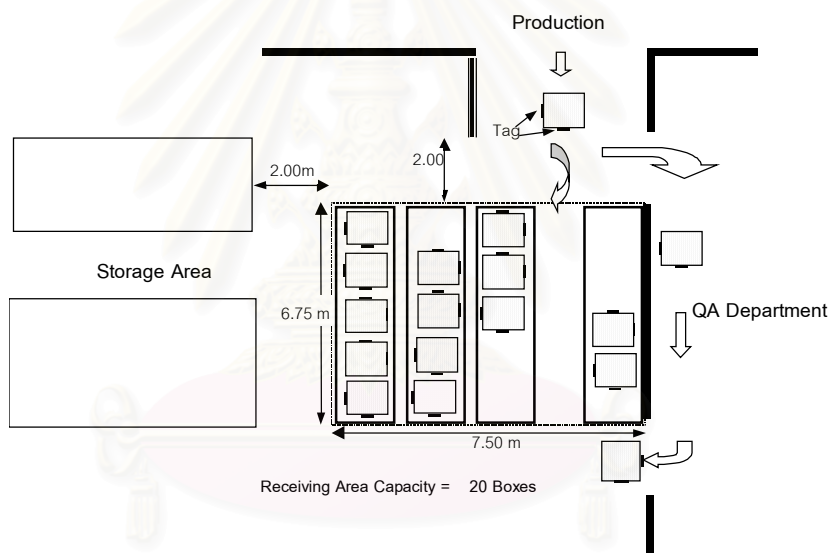 Production
Tag
2.00m
2.00
Storage Area
6.75 m
QA Department
7.50 m
Receiving Area Capacity = 20 Boxes